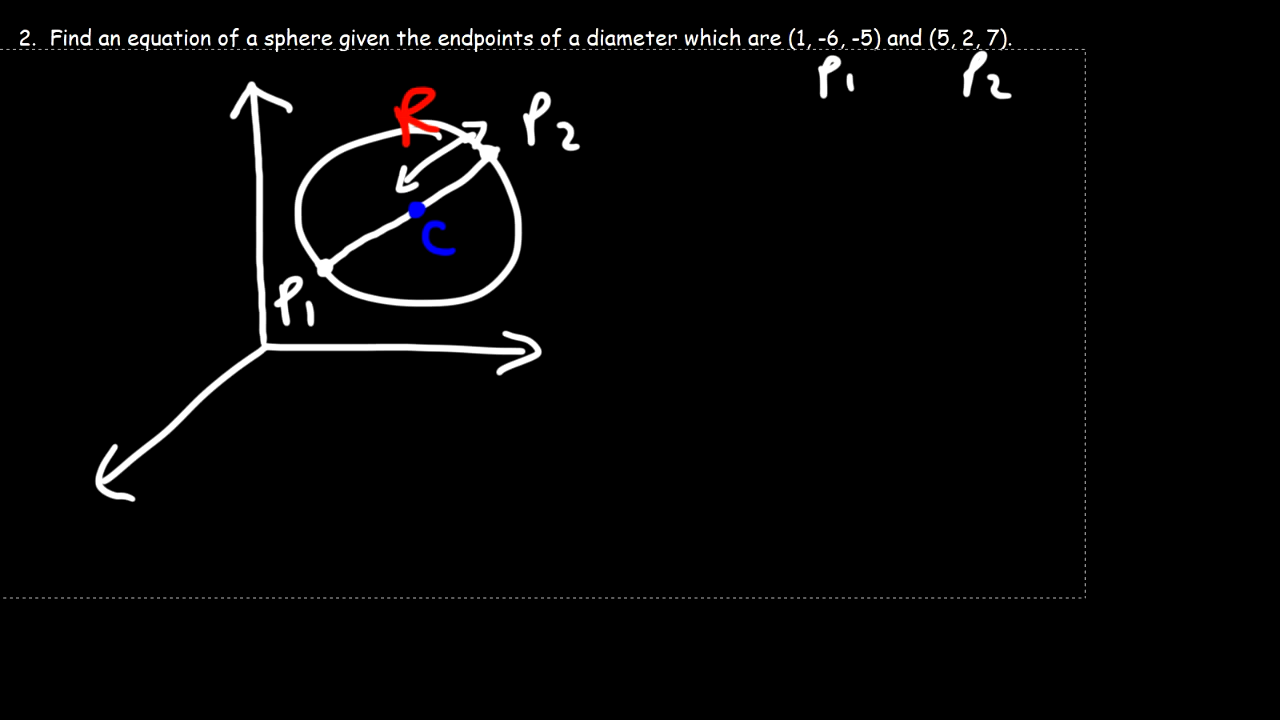 2. Find an equation of a sphere given the endpoints of a diameter which are (1, -6, -5) and (5, 2, 7).
P1 P2
R P2
C
P1